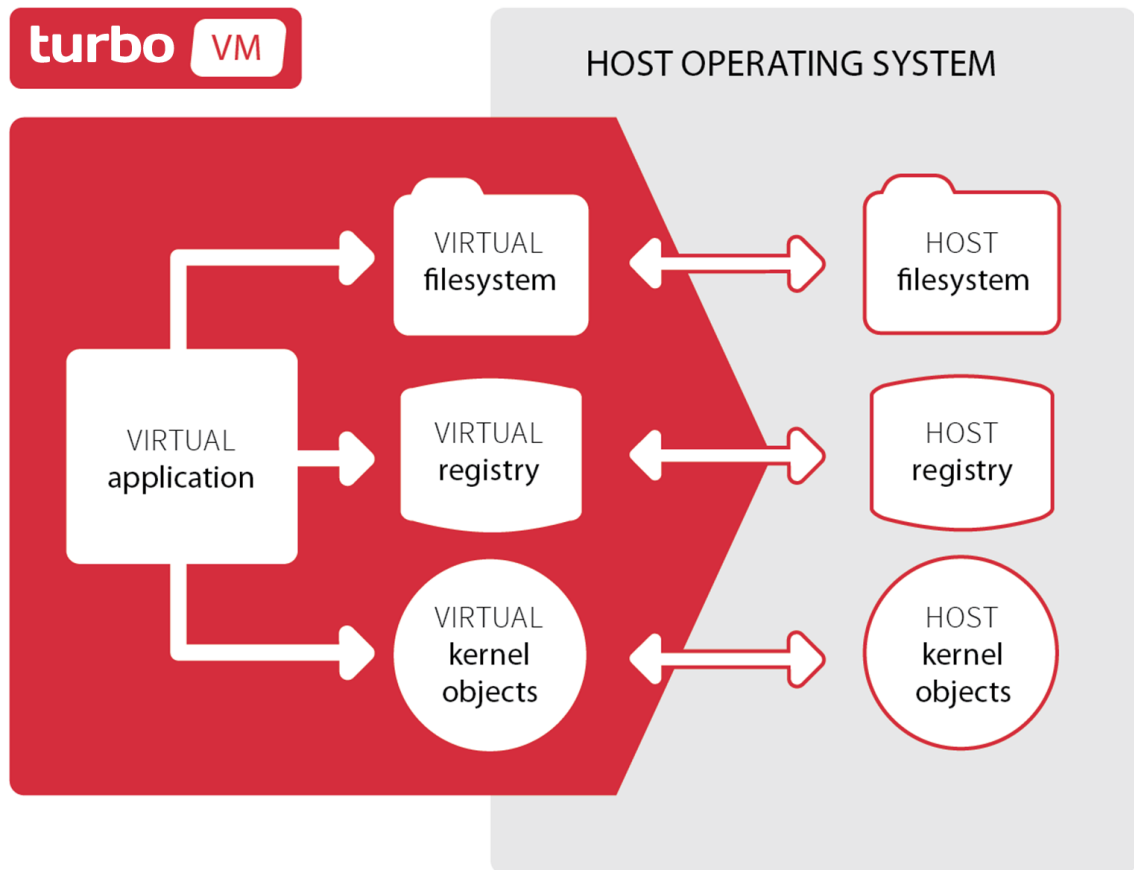 turbo VM
HOST OPERATING SYSTEM
VIRTUAL
filesystem
HOST
filesystem
VIRTUAL
application
VIRTUAL
registry
HOST
registry
VIRTUAL
kernel
objects
HOST
kernel
objects